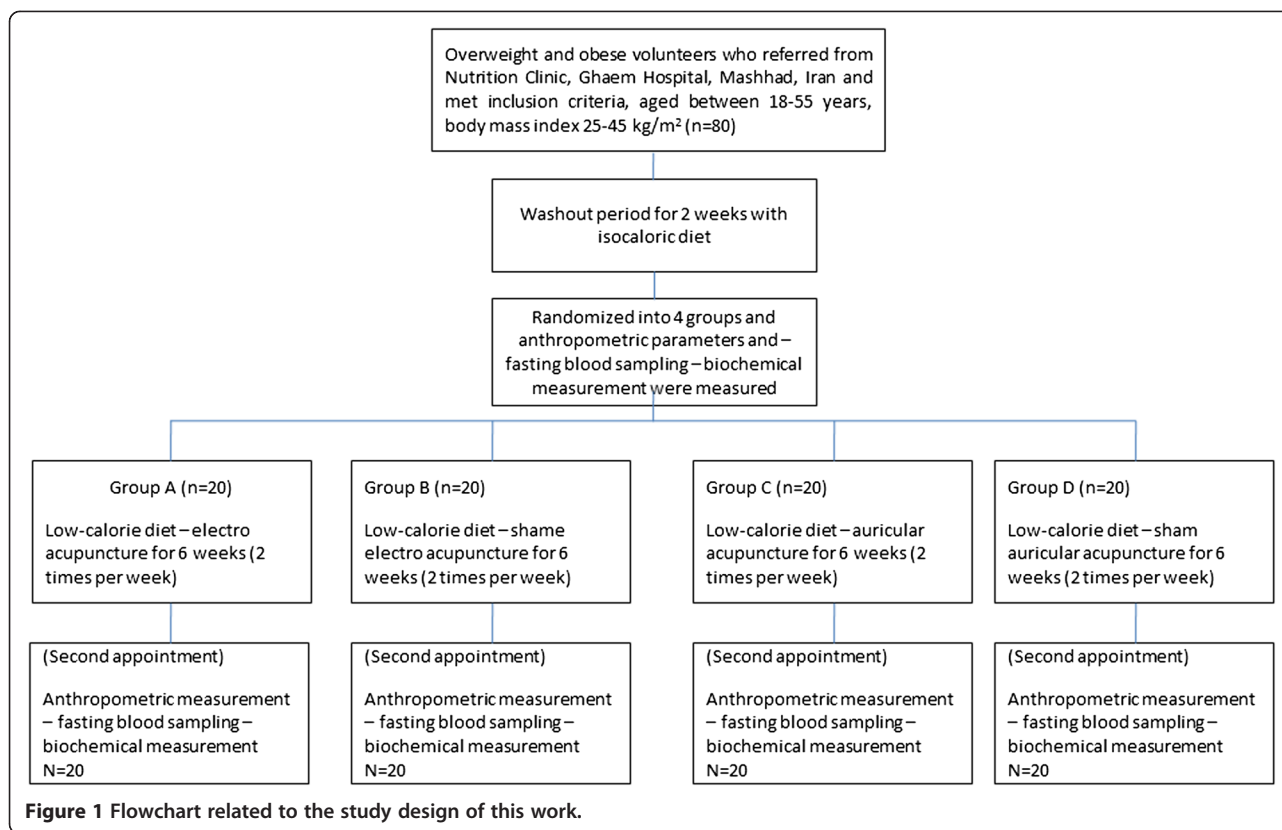 Overweight and obese volunteers who referred from
Nutrition Clinic, Ghaem Hospital, Mashhad, Iran and
met inclusion criteria, aged between 18-55 years,
body mass index 25-45 kg/m² (n=80)
Washout period for 2 weeks with
isocaloric diet
Randomized into 4 groups and
anthropometric parameters and –
fasting blood sampling – biochemical
measurement were measured
Group A (n=20)
Low-calorie diet – electro
acupuncture for 6 weeks (2
times per week)
Group B (n=20)
Low-calorie diet – shame
electro acupuncture for 6
weeks (2 times per week)
Group C (n=20)
Low-calorie diet – auricular
acupuncture for 6 weeks (2
times per week)
Group D (n=20)
Low-calorie diet – sham
auricular acupuncture for 6
weeks (2 times per week)
(Second appointment)
Anthropometric measurement
– fasting blood sampling –
biochemical measurement
N=20
(Second appointment)
Anthropometric measurement
– fasting blood sampling –
biochemical measurement
N=20
(Second appointment)
Anthropometric measurement
– fasting blood sampling –
biochemical measurement
N=20
(Second appointment)
Anthropometric measurement
– fasting blood sampling –
biochemical measurement
N=20
Figure 1 Flowchart related to the study design of this work.